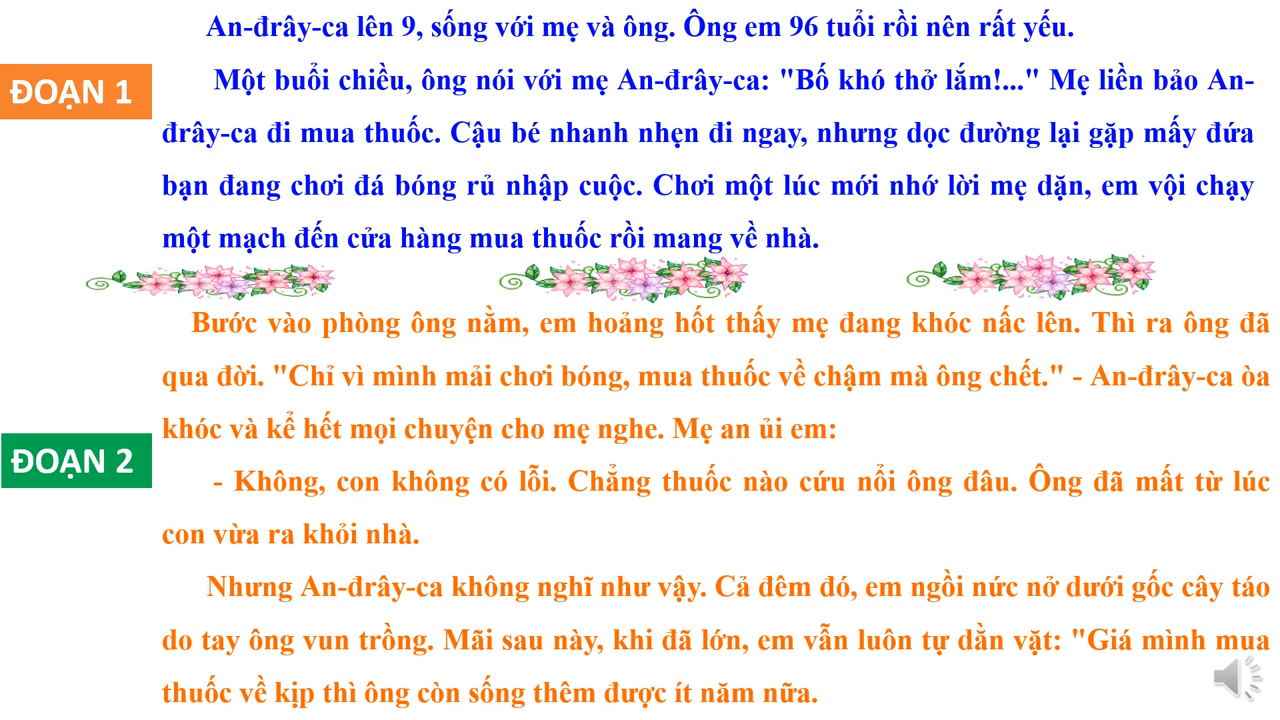 An-đrây-ca lên 9, sống với mẹ và ông. Ông em 96 tuổi rồi nên rất yếu.
ĐOẠN 1
Một buổi chiều, ông nói với mẹ An-đrây-ca: "Bố khó thở lắm!..." Mẹ liền bảo An-
đrây-ca đi mua thuốc. Cậu bé nhanh nhẹn đi ngay, nhưng dọc đường lại gặp mấy đứa
bạn đang chơi đá bóng rủ nhập cuộc. Chơi một lúc mới nhớ lời mẹ dặn, em vội chạy
một mạch đến cửa hàng mua thuốc rồi mang về nhà.
Bước vào phòng ông nằm, em hoảng hốt thấy mẹ đang khóc nấc lên. Thì ra ông đã
qua đời. "Chỉ vì mình mải chơi bóng, mua thuốc về chậm mà ông chết." - An-đrây-ca òa
khóc và kể hết mọi chuyện cho mẹ nghe. Mẹ an ủi em:
ĐOẠN 2
- Không, con không có lỗi. Chẳng thuốc nào cứu nổi ông đâu. Ông đã mất từ lúc
con vừa ra khỏi nhà.
Nhưng An-đrây-ca không nghĩ như vậy. Cả đêm đó, em ngồi nức nở dưới gốc cây táo
do tay ông vun trồng. Mãi sau này, khi đã lớn, em vẫn luôn tự dằn vặt: "Giá mình mua
thuốc về kịp thì ông còn sống thêm được ít năm nữa.